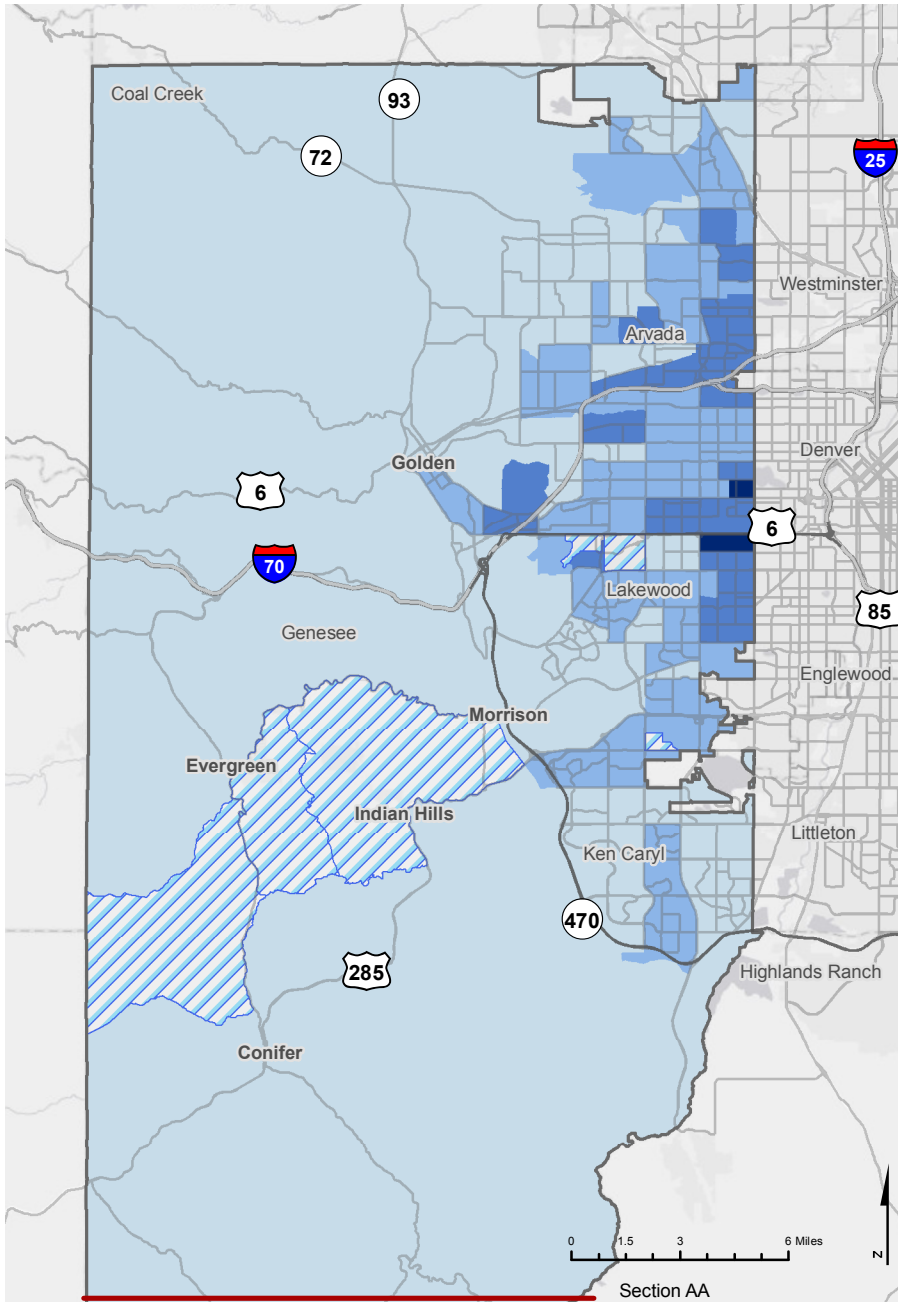 Coal Creek
93
72
25
Westminster
Arvada
Denver
Golden
6
6
70
Lakewood
85
Genesee
Englewood
Morrison
Evergreen
Indian Hills
Littleton
Ken Caryl
470
285
Highlands Ranch
Conifer
0 1.5 3 6 Miles
N
Section AA